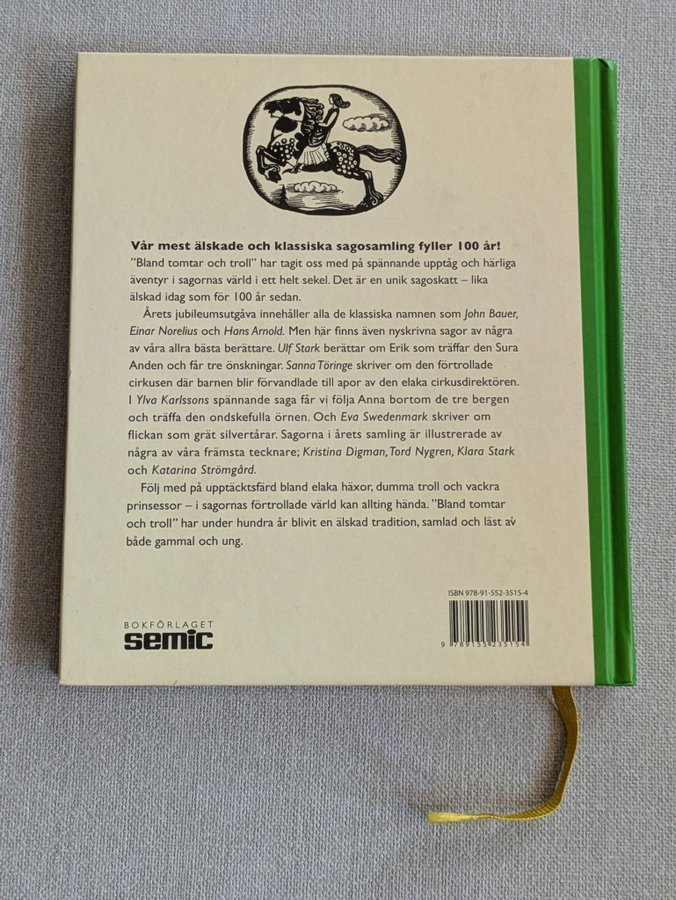 Vår mest älskade och klassiska sagosamling fyller 100 år!
"Bland tomtar och troll" har tagit oss med på spännande upptåg och härliga
äventyr i sagornas värld i ett helt sekel. Det är en unik sagoskatt – lika
älskad idag som för 100 år sedan.
Årets jubileumsutgåva innehåller alla de klassiska namnen som John Bauer,
Einar Norelius och Hans Arnold. Men här finns även nyskrivna sagor av några
av våra allra bästa berättare. Ulf Stark berättar om Erik som träffar den Sura
Anden och får tre önskningar. Sanna Töringe skriver om den förtrollade
cirkusen där barnen blir förvandlade till apor av den elaka cirkusdirektören.
I Ylva Karlssons spännande saga får vi följa Anna bortom de tre bergen
och träffa den ondskefulla örnen. Och Eva Swedenmark skriver om
flickan som grät silvertårar. Sagorna i årets samling är illustrerade av
några av våra främsta tecknare; Kristina Digman, Tord Nygren, Klara Stark
och Katarina Strömgård.
Följ med på upptäcktsfärd bland elaka häxor, dumma troll och vackra
prinsessor – i sagornas förtrollade värld kan allting hända. "Bland tomtar
och troll" har under hundra år blivit en älskad tradition, samlad och läst av
både gammal och ung.
ISBN 978-91-552-3515-4
BOKFÖRLAGET
semic
9 789155 235154